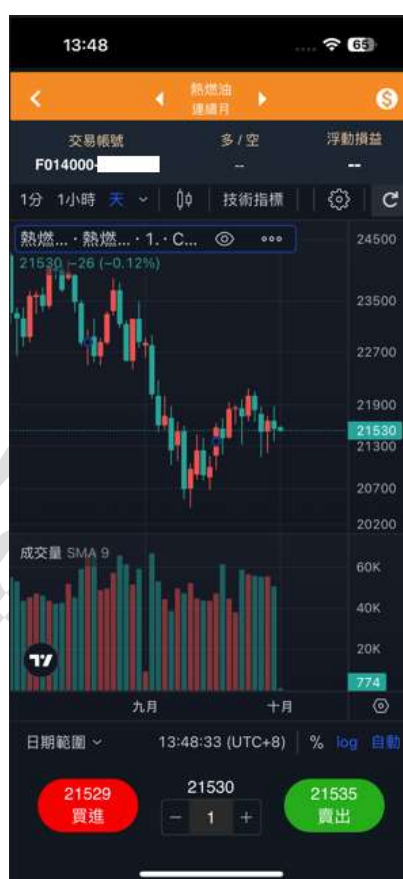 13:48
65
熱燃油
連續月
交易帳號
多 / 空
浮動損益
F014000-
--
--
1分 1小時 天
技術指標
熱燃... · 熱燃... · 1. · C...
21530 −26 (−0.12%)
24500
23500
22700
21900
21530
21300
20700
20200
成交量 SMA 9
60K
40K
20K
774
九月
十月
日期範圍
13:48:33 (UTC+8)
% log 自動
21529
買進
21530
− 1 +
21535
賣出